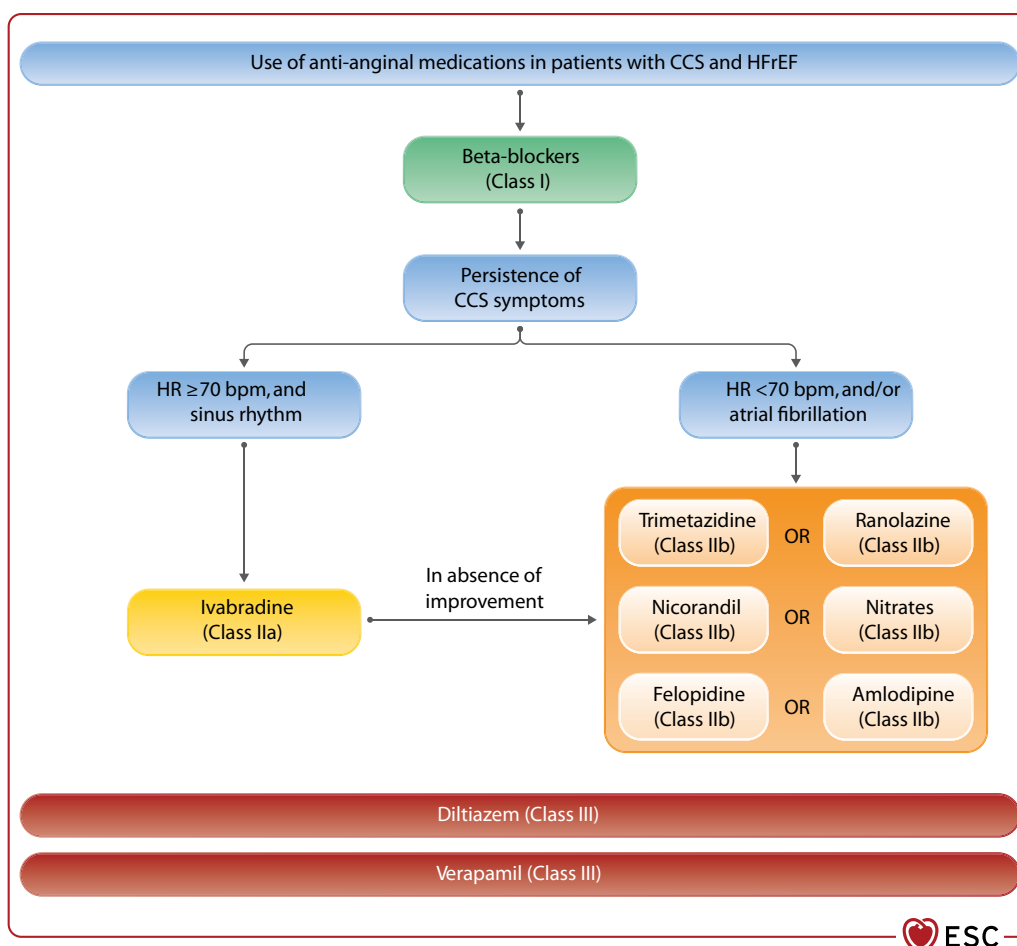 Use of anti-anginal medications in patients with CCS and HFrEF
Beta-blockers
(Class I)
Persistence of
CCS symptoms
HR ≥70 bpm, and
sinus rhythm
HR <70 bpm, and/or
atrial fibrillation
Trimetazidine
(Class IIb)
OR
Ranolazine
(Class IIb)
In absence of
improvement
Ivabradine
(Class IIa)
Nicorandil
(Class IIb)
OR
Nitrates
(Class IIb)
Felopidine
(Class IIb)
OR
Amlodipine
(Class IIb)
Diltiazem (Class III)
Verapamil (Class III)
ESC